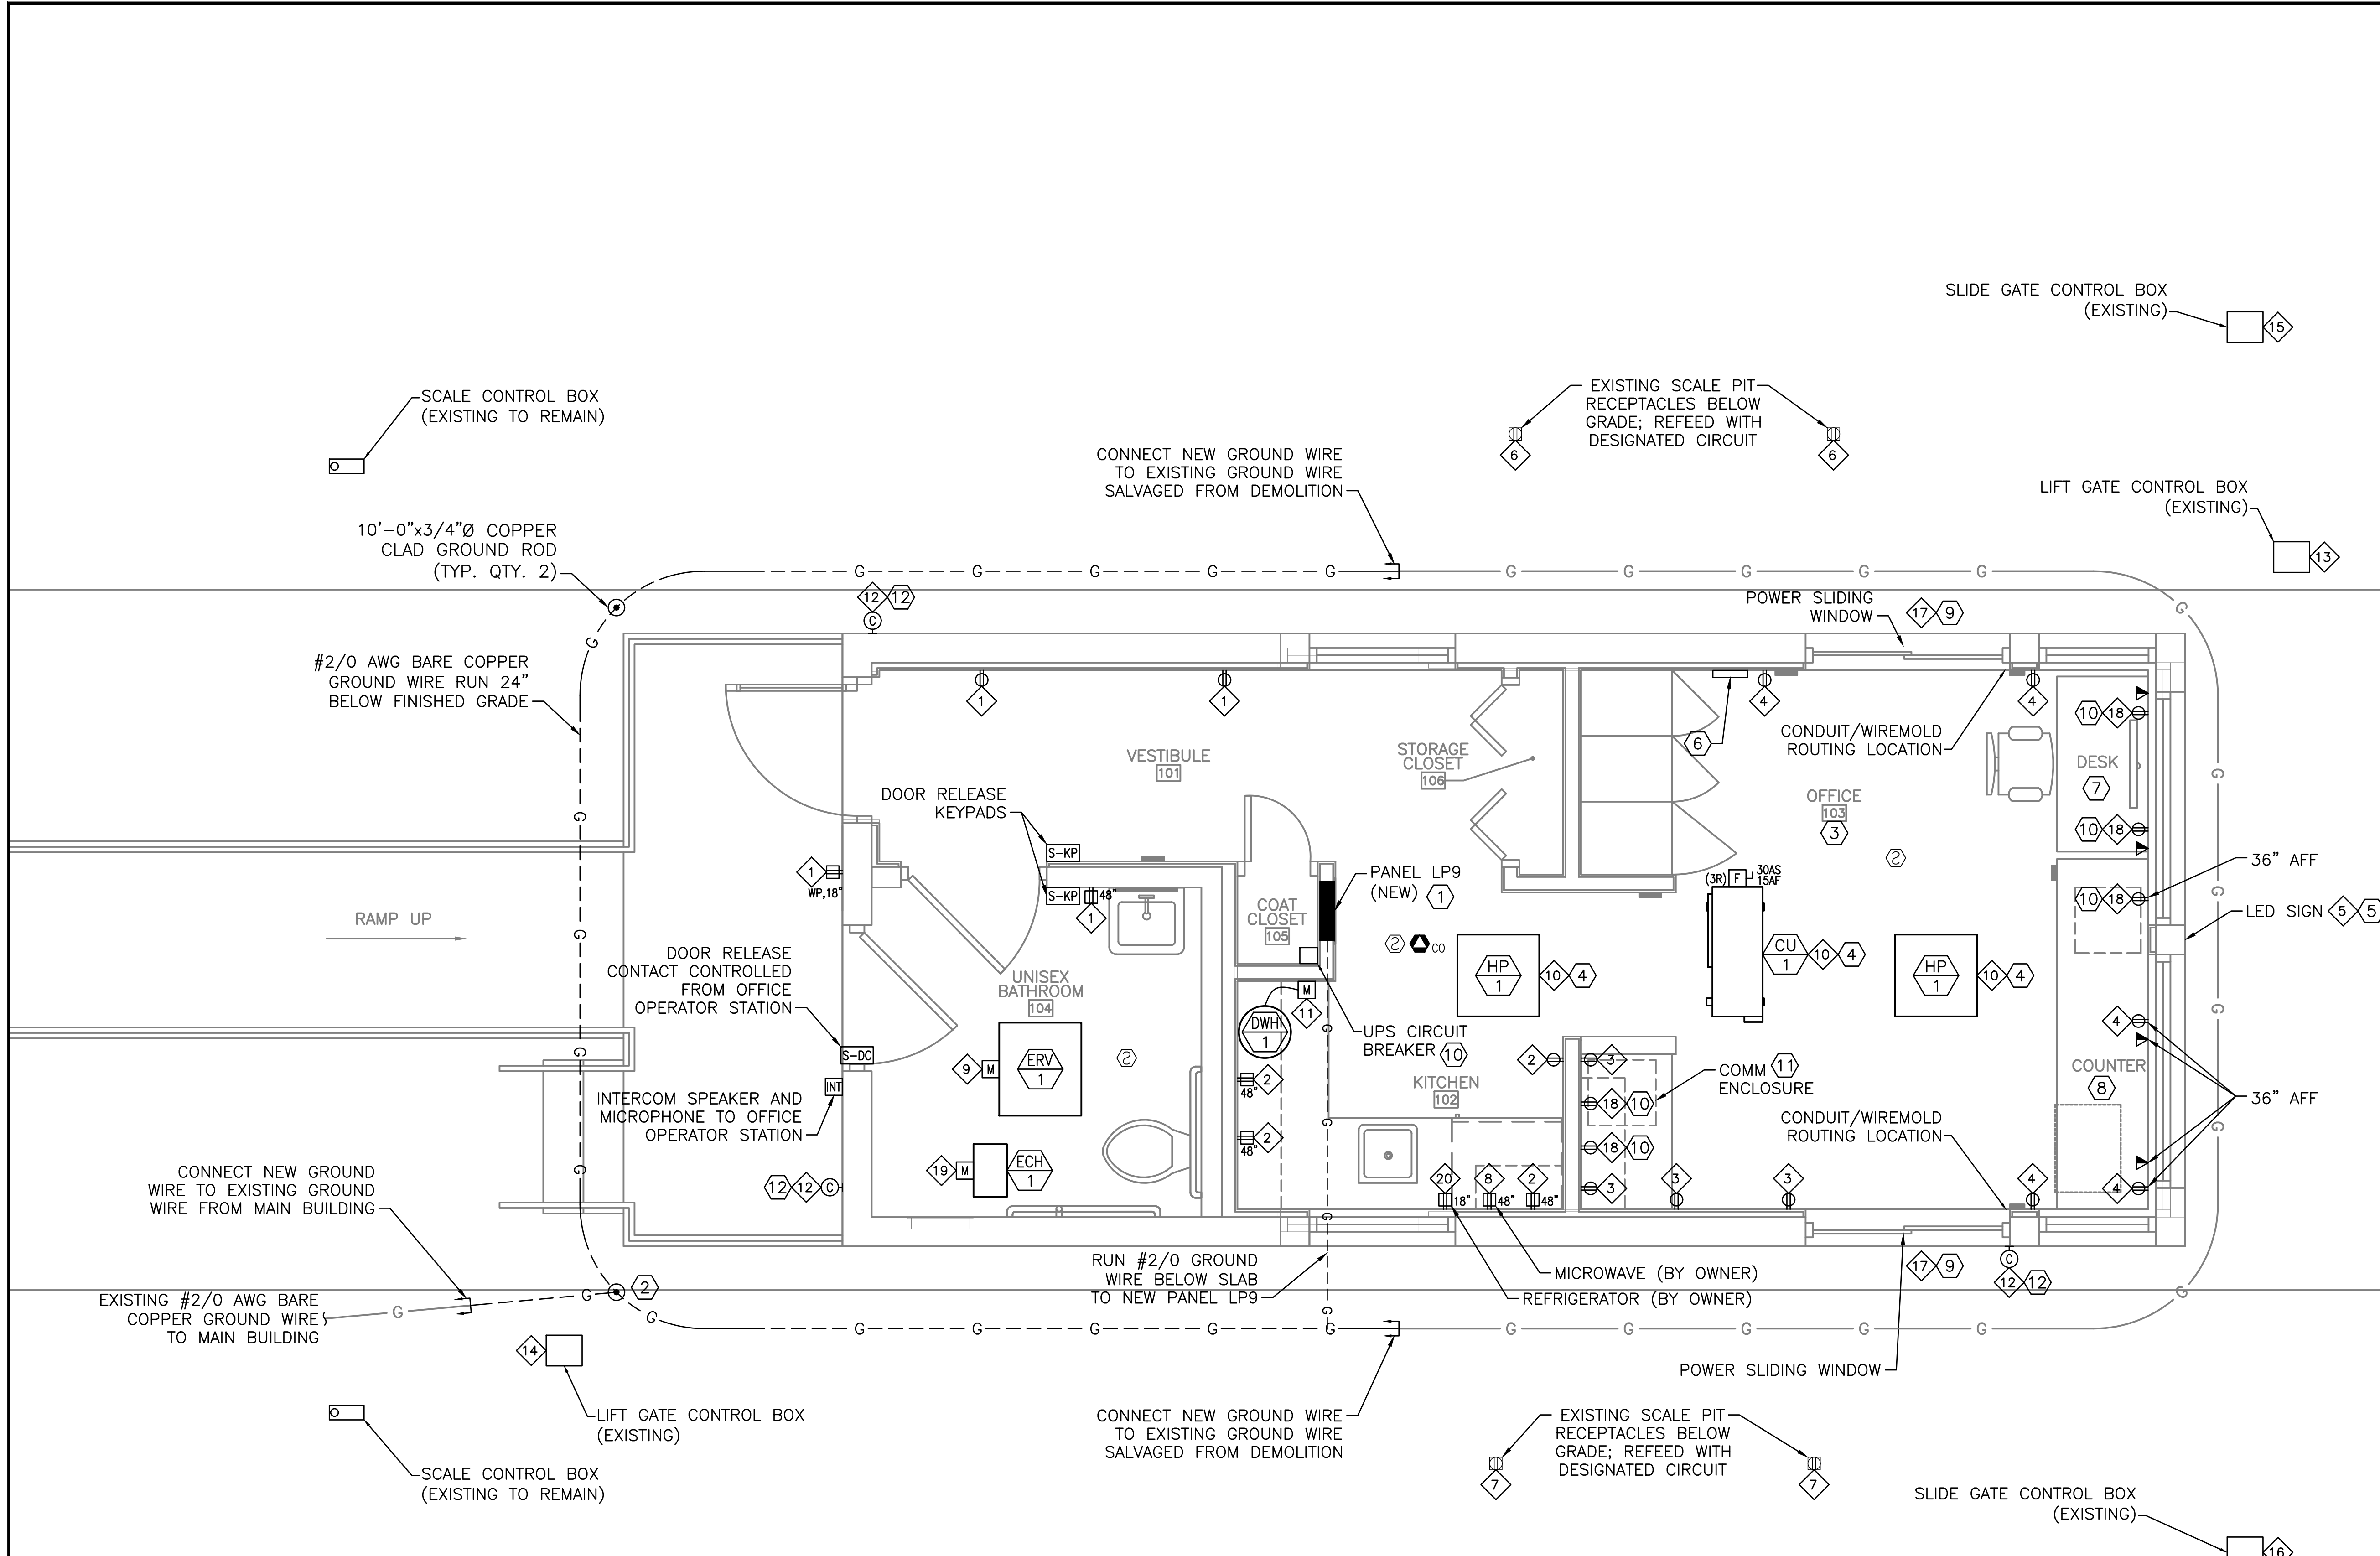 SLIDE GATE CONTROL BOX
(EXISTING)
15
SCALE CONTROL BOX
(EXISTING TO REMAIN)
EXISTING SCALE PIT
RECEPTACLES BELOW
GRADE; REFEED WITH
DESIGNATED CIRCUIT
6
6
CONNECT NEW GROUND WIRE
TO EXISTING GROUND WIRE
SALVAGED FROM DEMOLITION
LIFT GATE CONTROL BOX
(EXISTING)
13
10'-0"x3/4"Ø COPPER
CLAD GROUND ROD
(TYP. QTY. 2)
G G G G G G G G G G
12 12
C
POWER SLIDING
WINDOW
17 9
G
G
#2/0 AWG BARE COPPER
GROUND WIRE RUN 24"
BELOW FINISHED GRADE
1
1
4
4
10 18
CONDUIT/WIREMOLD
ROUTING LOCATION
6
VESTIBULE
101
STORAGE
CLOSET
106
DESK
7
G
OFFICE
103
3
DOOR RELEASE
KEYPADS
G
10 18
S-KP
S
36" AFF
1
WP,18"
S-KP
48"
1
PANEL LP9
(NEW) 1
(3R) F 30AS
15AF
10 18
G
RAMP UP
COAT
CLOSET
105
LED SIGN 5 5
G
DOOR RELEASE
CONTACT CONTROLLED
FROM OFFICE
OPERATOR STATION
UNISEX
BATHROOM
104
S CO
HP
1
10 4
CU
1
10 4
HP
1
10 4
M
11
DWH
1
G
G
4
UPS CIRCUIT
BREAKER 10
S-DC
G
9 M
ERV
1
S
2
3
COMM 11
ENCLOSURE
COUNTER
8
INT
INTERCOM SPEAKER AND
MICROPHONE TO OFFICE
OPERATOR STATION
2
48"
KITCHEN
102
18 10
36" AFF
CONDUIT/WIREMOLD
ROUTING LOCATION
2
48"
G
18 10
G
CONNECT NEW GROUND
WIRE TO EXISTING GROUND
WIRE FROM MAIN BUILDING
G
19 M
ECH
1
12 12 C
20
18"
8
48"
2
48"
3
3
3
4
4
G
RUN #2/0 GROUND
WIRE BELOW SLAB
TO NEW PANEL LP9
MICROWAVE (BY OWNER)
REFRIGERATOR (BY OWNER)
17 9
C
12 12
EXISTING #2/0 AWG BARE
COPPER GROUND WIRE
TO MAIN BUILDING
G
G
2
G
G
G
G G G G G G G G G G
14
POWER SLIDING WINDOW
LIFT GATE CONTROL BOX
(EXISTING)
CONNECT NEW GROUND WIRE
TO EXISTING GROUND WIRE
SALVAGED FROM DEMOLITION
EXISTING SCALE PIT
RECEPTACLES BELOW
GRADE; REFEED WITH
DESIGNATED CIRCUIT
7
7
SCALE CONTROL BOX
(EXISTING TO REMAIN)
SLIDE GATE CONTROL BOX
(EXISTING)
16